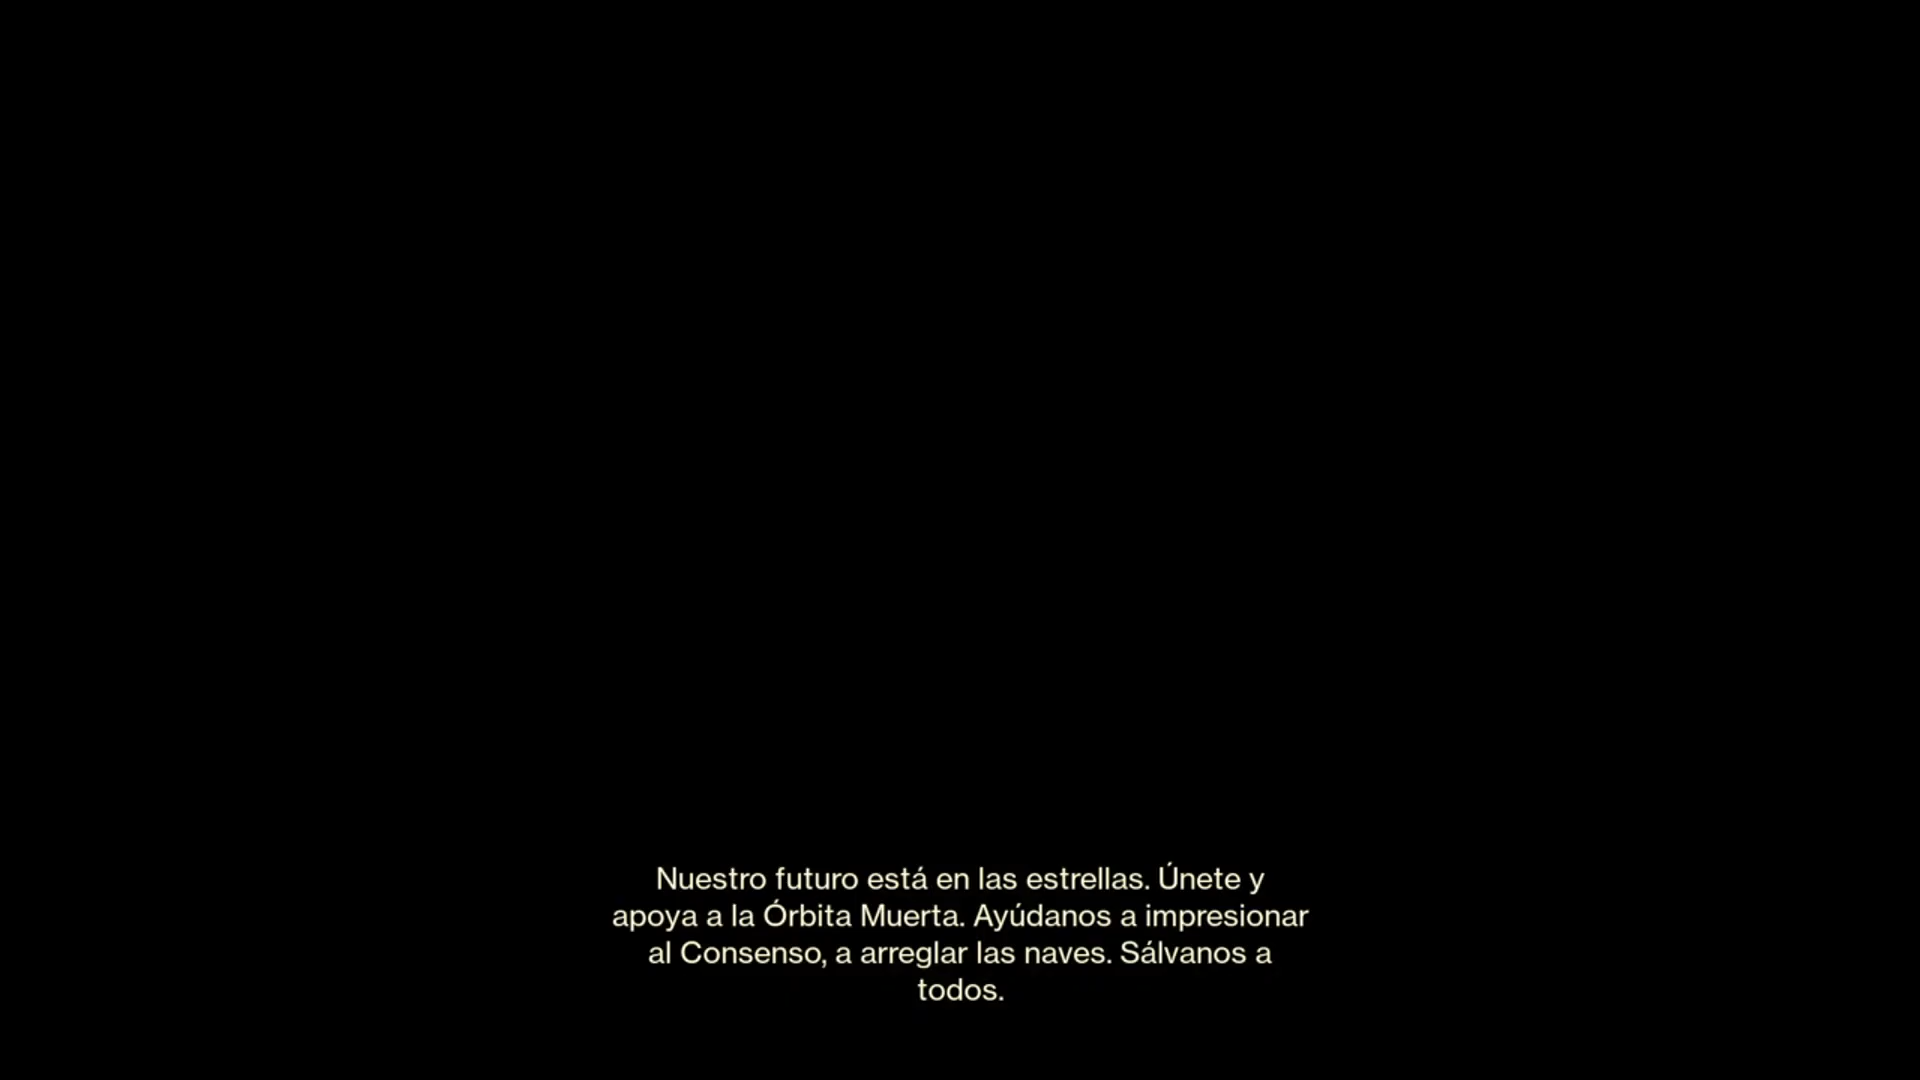 Nuestro futuro está en las estrellas. Únete y
apoya a la Órbita Muerta. Ayúdanos a impresionar
al Consenso, a arreglar las naves. Sálvanos a
todos.